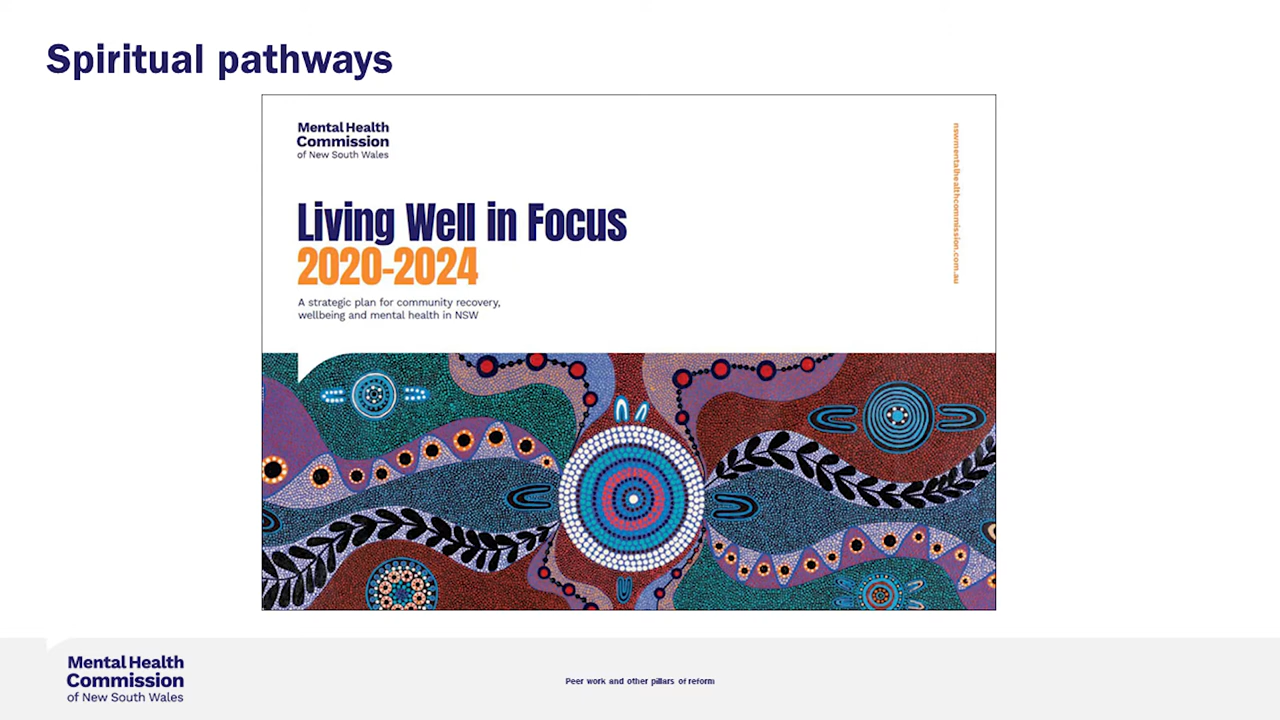 Spiritual pathways
Mental Health
Commission
of New South Wales
nswmentalhealthcommission.com.au
Living Well in Focus
2020-2024
A strategic plan for community recovery,
wellbeing and mental health in NSW
Mental Health
Commission
of New South Wales
Peer work and other pillars of reform